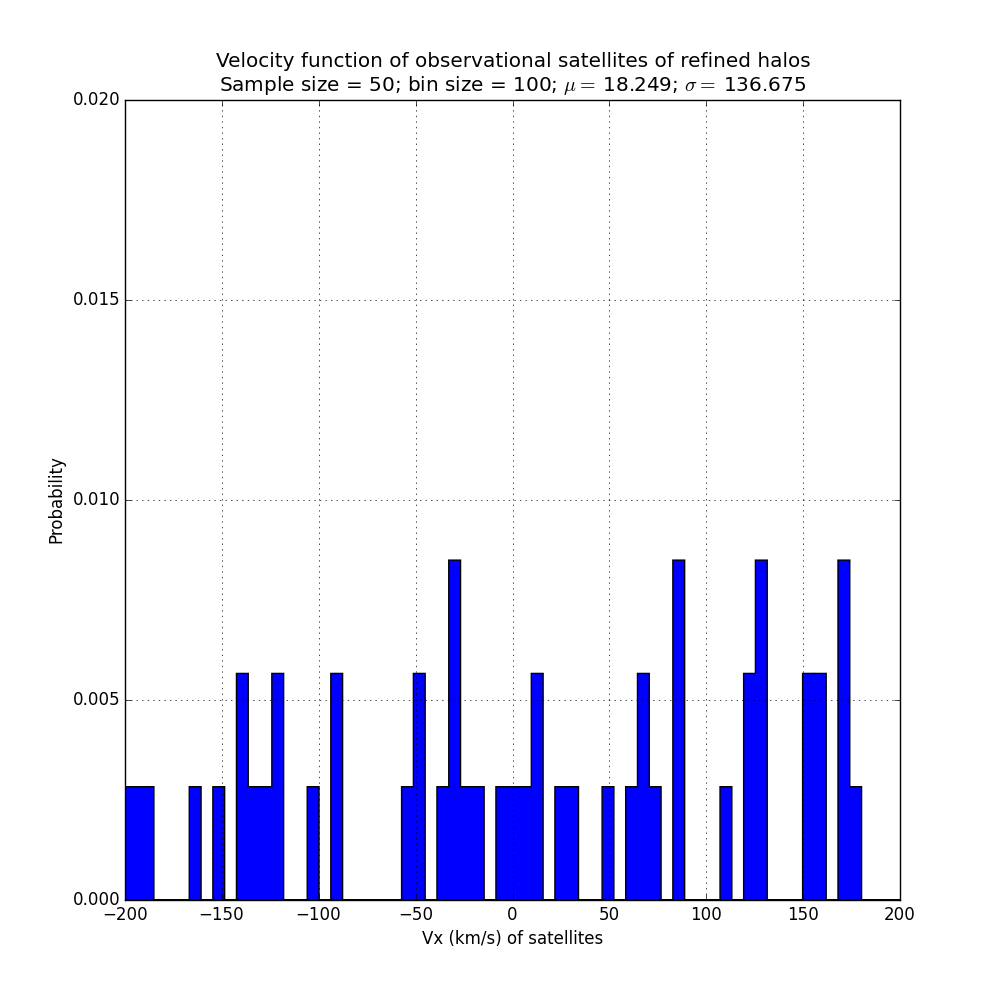 Velocity function of observational satellites of refined halos
Sample size = 50; bin size = 100; μ = 18.249; σ = 136.675
0.020
0.015
0.010
0.005
0.000
Probability
−200 −150 −100 −50 0 50 100 150 200
Vx (km/s) of satellites